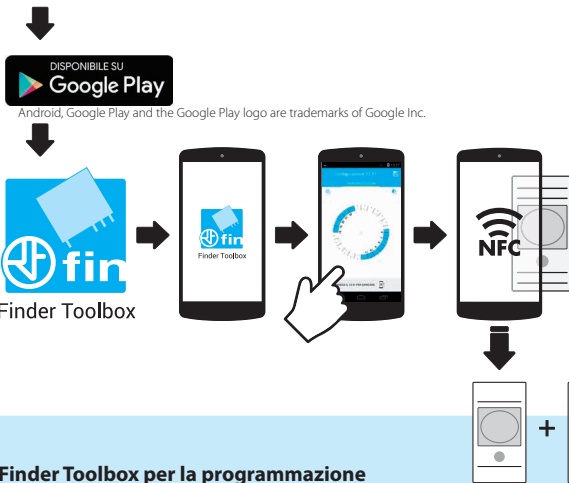 DISPONIBILE SU
Google Play
Android, Google Play and the Google Play logo are trademarks of Google Inc.
fin
Finder Toolbox
fin
Finder Toolbox
NFC
+
Finder Toolbox per la programmazione